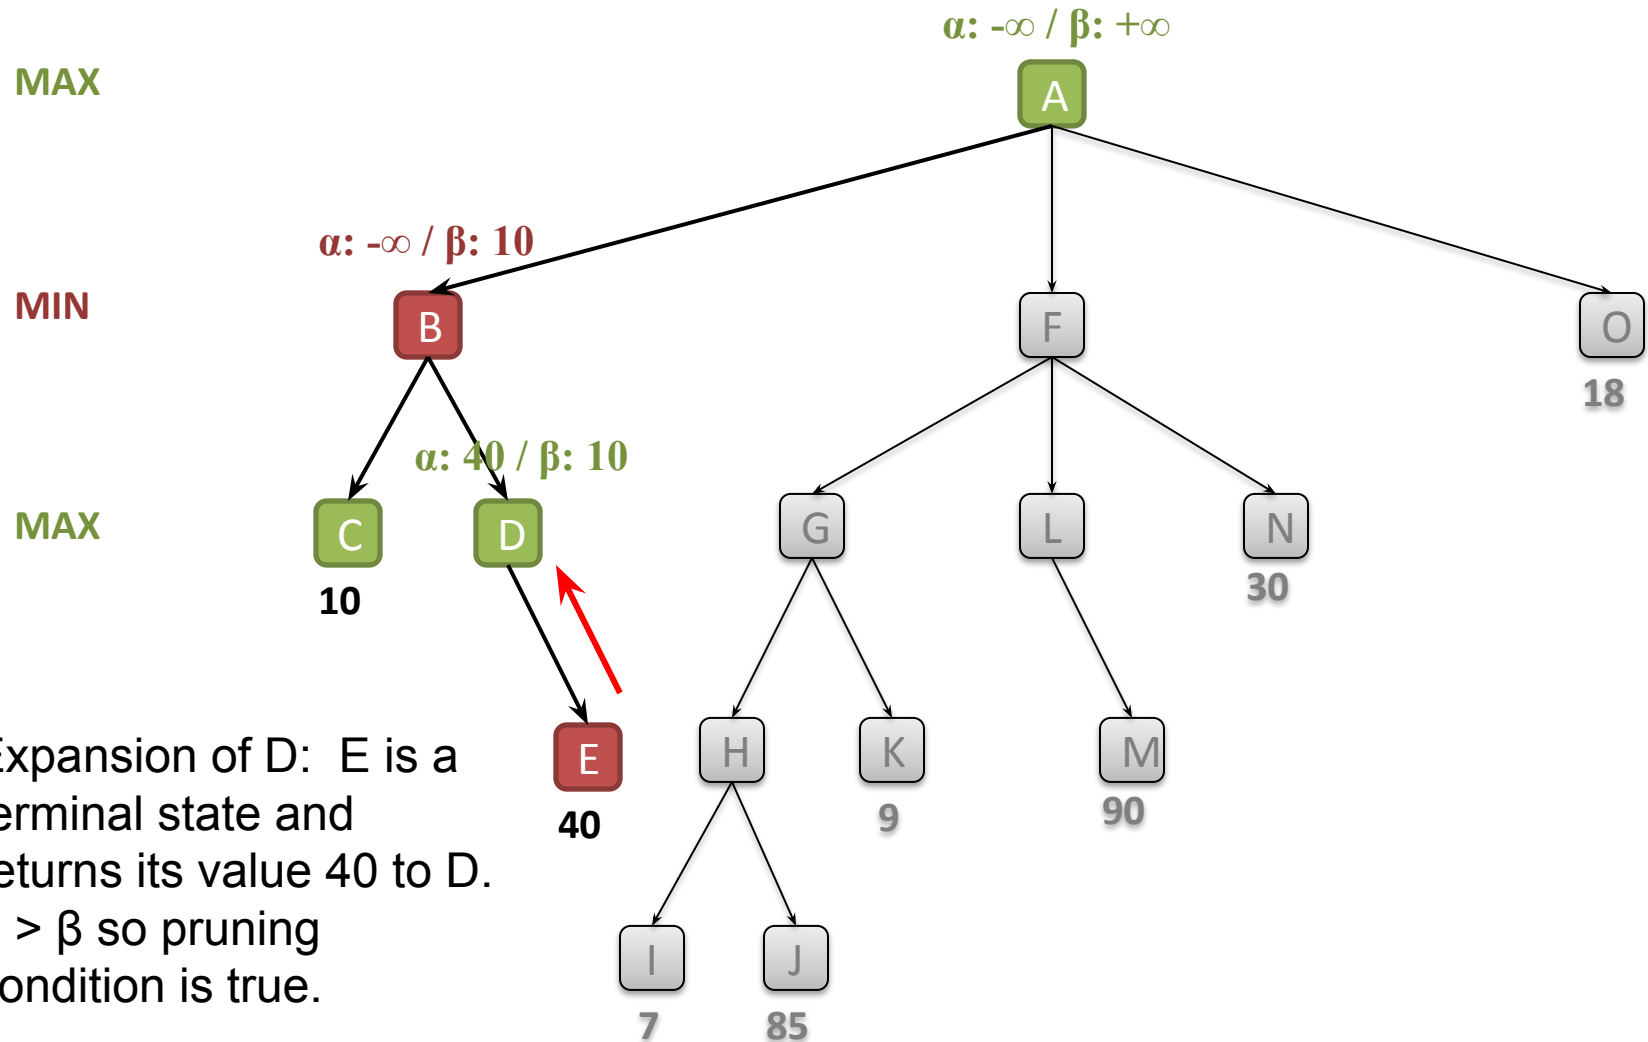 α: -∞ / β: +∞
MAX
A
α: -∞ / β: 10
MIN
B
F
O
18
α: 40 / β: 10
MAX
C
D
G
L
N
10
30
E
H
K
M
40
9
90
Expansion of D: E is a
erminal state and
eturns its value 40 to D.
> β so pruning
ondition is true.
I
J
7
85